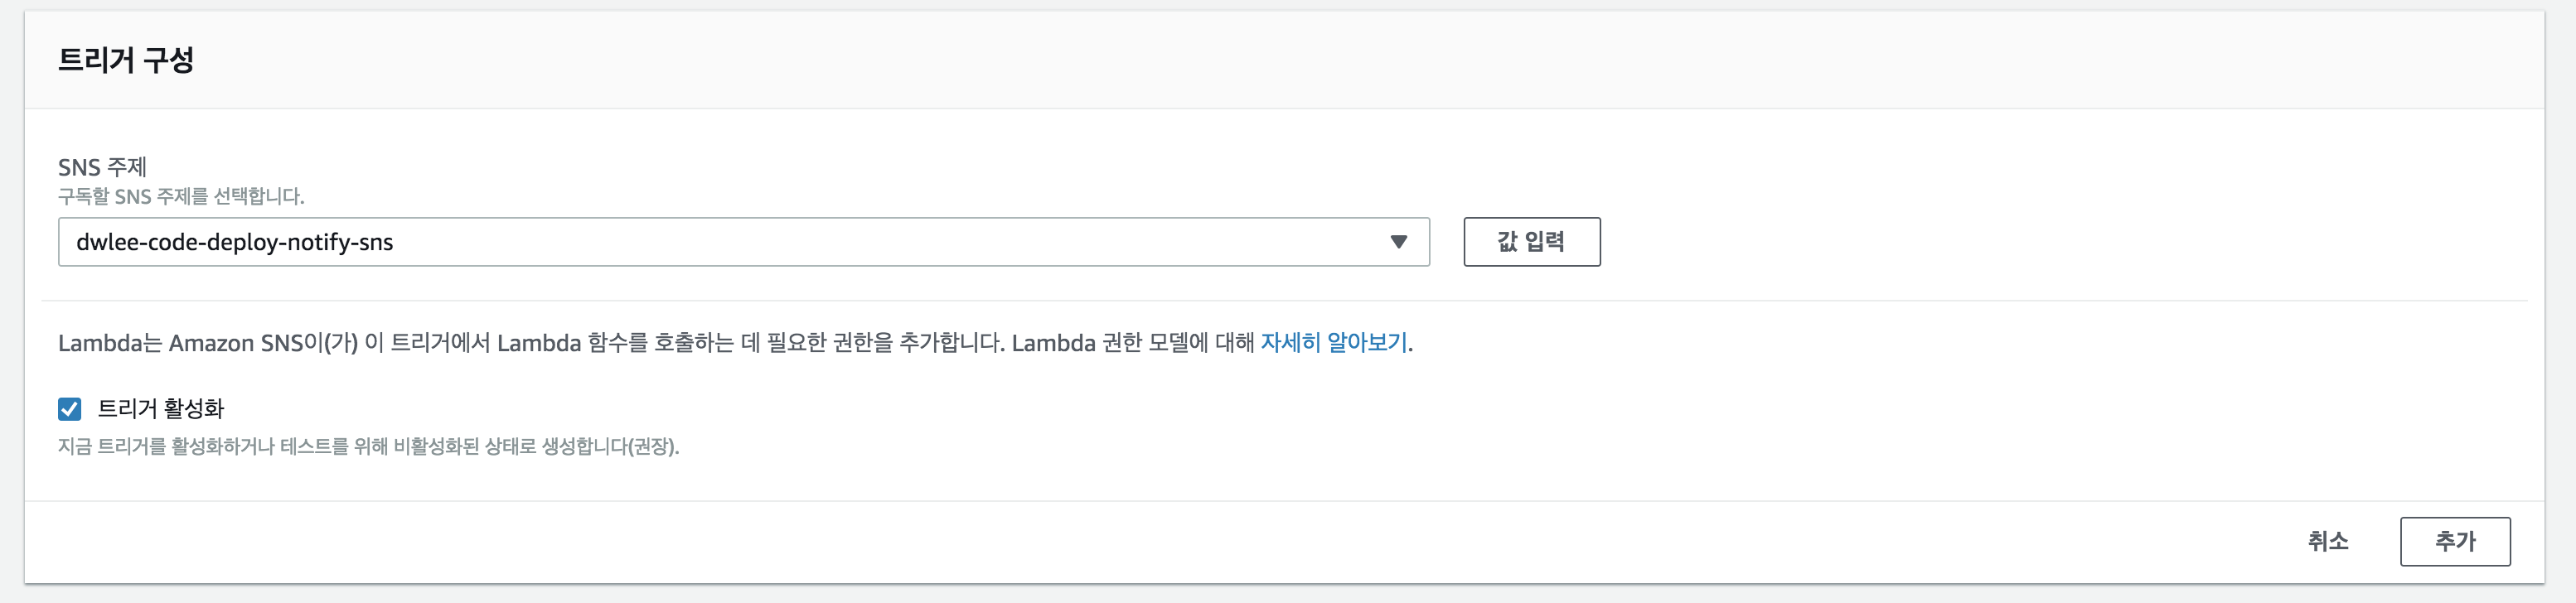 트리거 구성
SNS 주제
구독할 SNS 주제를 선택합니다.
dwlee-code-deploy-notify-sns
값 입력
Lambda는 Amazon SNS이(가) 이 트리거에서 Lambda 함수를 호출하는 데 필요한 권한을 추가합니다. Lambda 권한 모델에 대해 자세히 알아보기.
트리거 활성화
지금 트리거를 활성화하거나 테스트를 위해 비활성화된 상태로 생성합니다(권장).
취소
추가